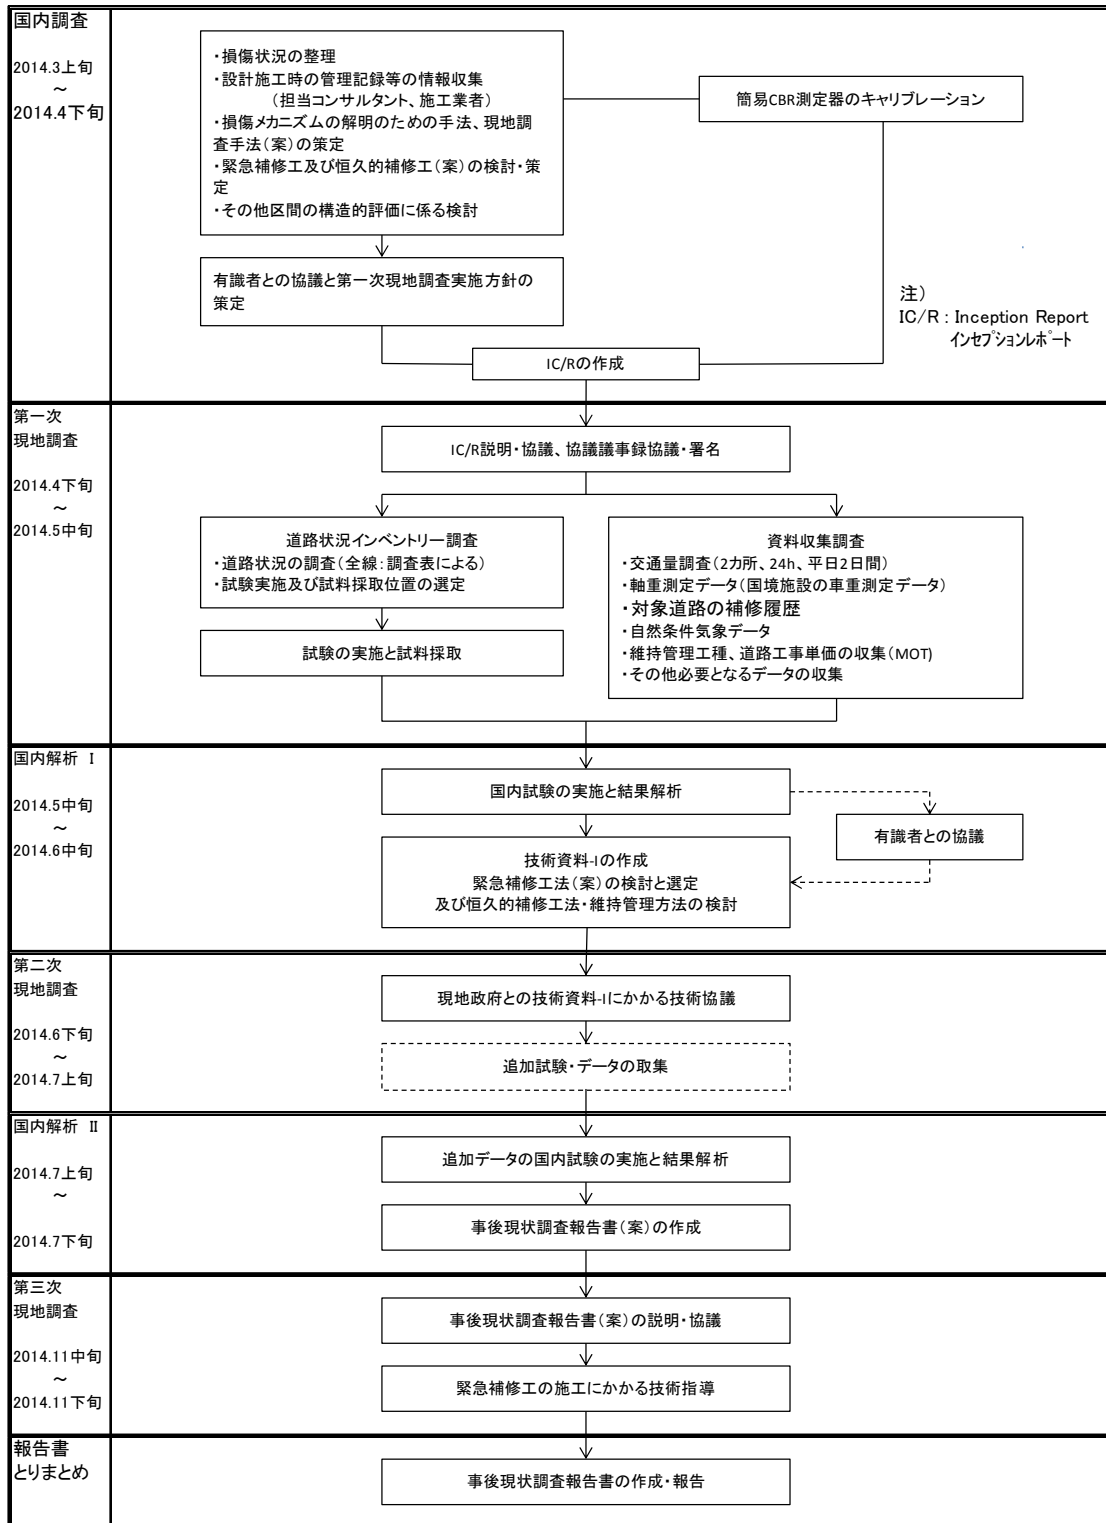 国内調査
2014.3上旬
～
2014.4下旬
・損傷状況の整理
・設計施工時の管理記録等の情報収集
（担当コンサルタント、施工業者）
・損傷メカニズムの解明のための手法、現地調
査手法（案）の策定
・緊急補修工及び恒久的補修工（案）の検討・策
定
・その他区間の構造的評価に係る検討
簡易CBR測定器のキャリブレーション
有識者との協議と第一次現地調査実施方針の
策定
注）
IC/R : Inception Report
インセプションレポート
IC/Rの作成
第一次
現地調査
2014.4下旬
～
2014.5中旬
IC/R説明・協議、協議議事録協議・署名
道路状況インベントリー調査
・道路状況の調査（全線：調査表による）
・試験実施及び試料採取位置の選定
試験の実施と試料採取
資料収集調査
・交通量調査（2カ所、24h、平日2日間）
・軸重測定データ（国境施設の車重測定データ）
・対象道路の補修履歴
・自然条件気象データ
・維持管理工種、道路工事単価の収集（MOT)
・その他必要となるデータの収集
国内解析 I
2014.5中旬
～
2014.6中旬
国内試験の実施と結果解析
有識者との協議
技術資料-Iの作成
緊急補修工法（案）の検討と選定
及び恒久的補修工法・維持管理方法の検討
第二次
現地調査
2014.6下旬
～
2014.7上旬
現地政府との技術資料-Iにかかる技術協議
追加試験・データの取集
国内解析 II
2014.7上旬
～
2014.7下旬
追加データの国内試験の実施と結果解析
事後現状調査報告書（案）の作成
第三次
現地調査
2014.11中旬
～
2014.11下旬
事後現状調査報告書（案）の説明・協議
緊急補修工の施工にかかる技術指導
報告書
とりまとめ
事後現状調査報告書の作成・報告